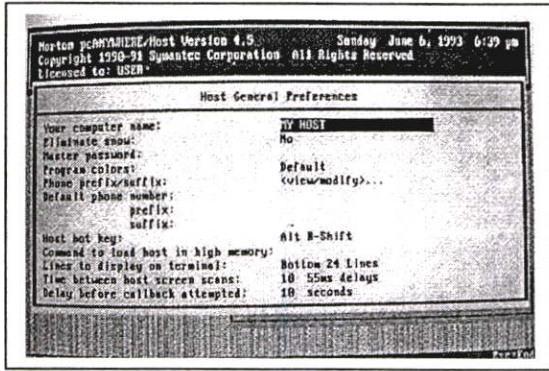 Norton pcANYWHERE/Host Version 4.5 Sunday June 6, 1993 6:39 pm
Copyright 1990-91 Symantec Corporation All Rights Reserved
Licensed to: USER
Host General Preferences
Your computer name: MY HOST
Eliminate snow: No
Master password:
Program colors: Default
Phone prefix/suffix: <view/modify>...
Default phone number:
prefix:
suffix:
Host hot key: Alt R-Shift
Command to load host in high memory:
Lines to display on terminal: Bottom 24 lines
Time between host screen scans: 10 55ms delays
Delay before callback attempted: 10 seconds